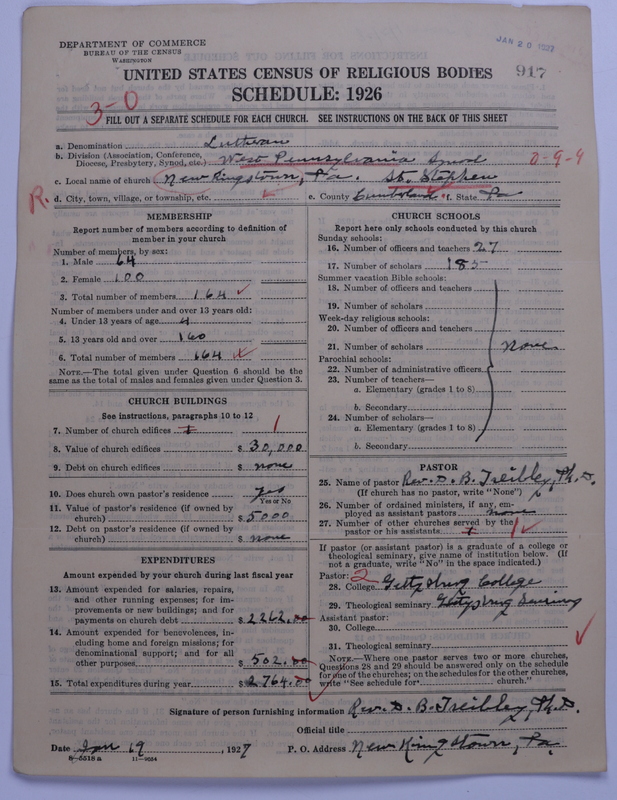 DEPARTMENT OF COMMERCE
BUREAU OF THE CENSUS
WASHINGTON
JAN 20 1927
917
UNITED STATES CENSUS OF RELIGIOUS BODIES
SCHEDULE: 1926
3-0
FILL OUT A SEPARATE SCHEDULE FOR EACH CHURCH. SEE INSTRUCTIONS ON THE BACK OF THIS SHEET
a. Denomination Lutheran
b. Division (Association, Conference, Diocese, Presbytery, Synod, etc.) West Pennsylvania Synod 0-9-4
c. Local name of church New Kingstown, Pa. St. Stephen
R. d. City, town, village, or township, etc. e. County Cumberland f. State Pa
MEMBERSHIP
Report number of members according to definition of
member in your church
Number of members, by sex:
1. Male 64
2. Female 100
3. Total number of members 164
Number of members under and over 13 years old:
4. Under 13 years of age 4
5. 13 years old and over 160
6. Total number of members 164
NOTE.—The total given under Question 6 should be
same as the total of males and females given under Question 3.
CHURCH BUILDINGS
See instructions, paragraphs 10 to 12
7. Number of church edifices 1 1
8. Value of church edifices $ 30,000
9. Debt on church edifices $ none
10. Does church own pastor's residence yes
Yes or No
11. Value of pastor's residence (if owned by
church) $ 5000
12. Debt on pastor's residence (if owned by
church) $ none
EXPENDITURES
Amount expended by your church during last fiscal year
13. Amount expended for salaries, repairs,
and other running expenses; for im-
provements or new buildings; and for
payments on church debt $ 2262.00
14. Amount expended for benevolences, in-
cluding home and foreign missions; for
denominational support; and for all
other purposes $ 502.00
15. Total expenditures during year $ 2764.00
CHURCH SCHOOLS
Report here only schools conducted by this church
Sunday schools:
16. Number of officers and teachers 27
17. Number of scholars 185
Summer vacation Bible schools:
18. Number of officers and teachers
19. Number of scholars
Week-day religious schools:
20. Number of officers and teachers
21. Number of scholars None
Parochial schools:
22. Number of administrative officers
23. Number of teachers—
a. Elementary (grades 1 to 8)
b. Secondary
24. Number of scholars—
a. Elementary (grades 1 to 8)
b. Secondary
PASTOR
25. Name of pastor Rev. D. B. Treibley, Ph.D.
(If church has no pastor, write "None")
26. Number of ordained ministers, if any, em-
ployed as assistant pastors none
27. Number of other churches served by the
pastor or his assistants 1 1
If pastor (or assistant pastor) is a graduate of a college or
theological seminary, give name of institution below. (If
not a graduate, write "No" in the space indicated.)
Pastor: 2
28. College Gettysburg College
29. Theological seminary Gettysburg Seminary
Assistant pastor:
30. College
31. Theological seminary
NOTE.—Where one pastor serves two or more churches,
Questions 28 and 29 should be answered only on the schedule
for one of the churches; on the schedules for the other churches,
write "See schedule for church."
Signature of person furnishing information Rev. D. B. Treibley, Ph.D.
Official title
Date Jan 19, 1927 P. O. Address New Kingstown, Pa.
8—5518a 11—9054